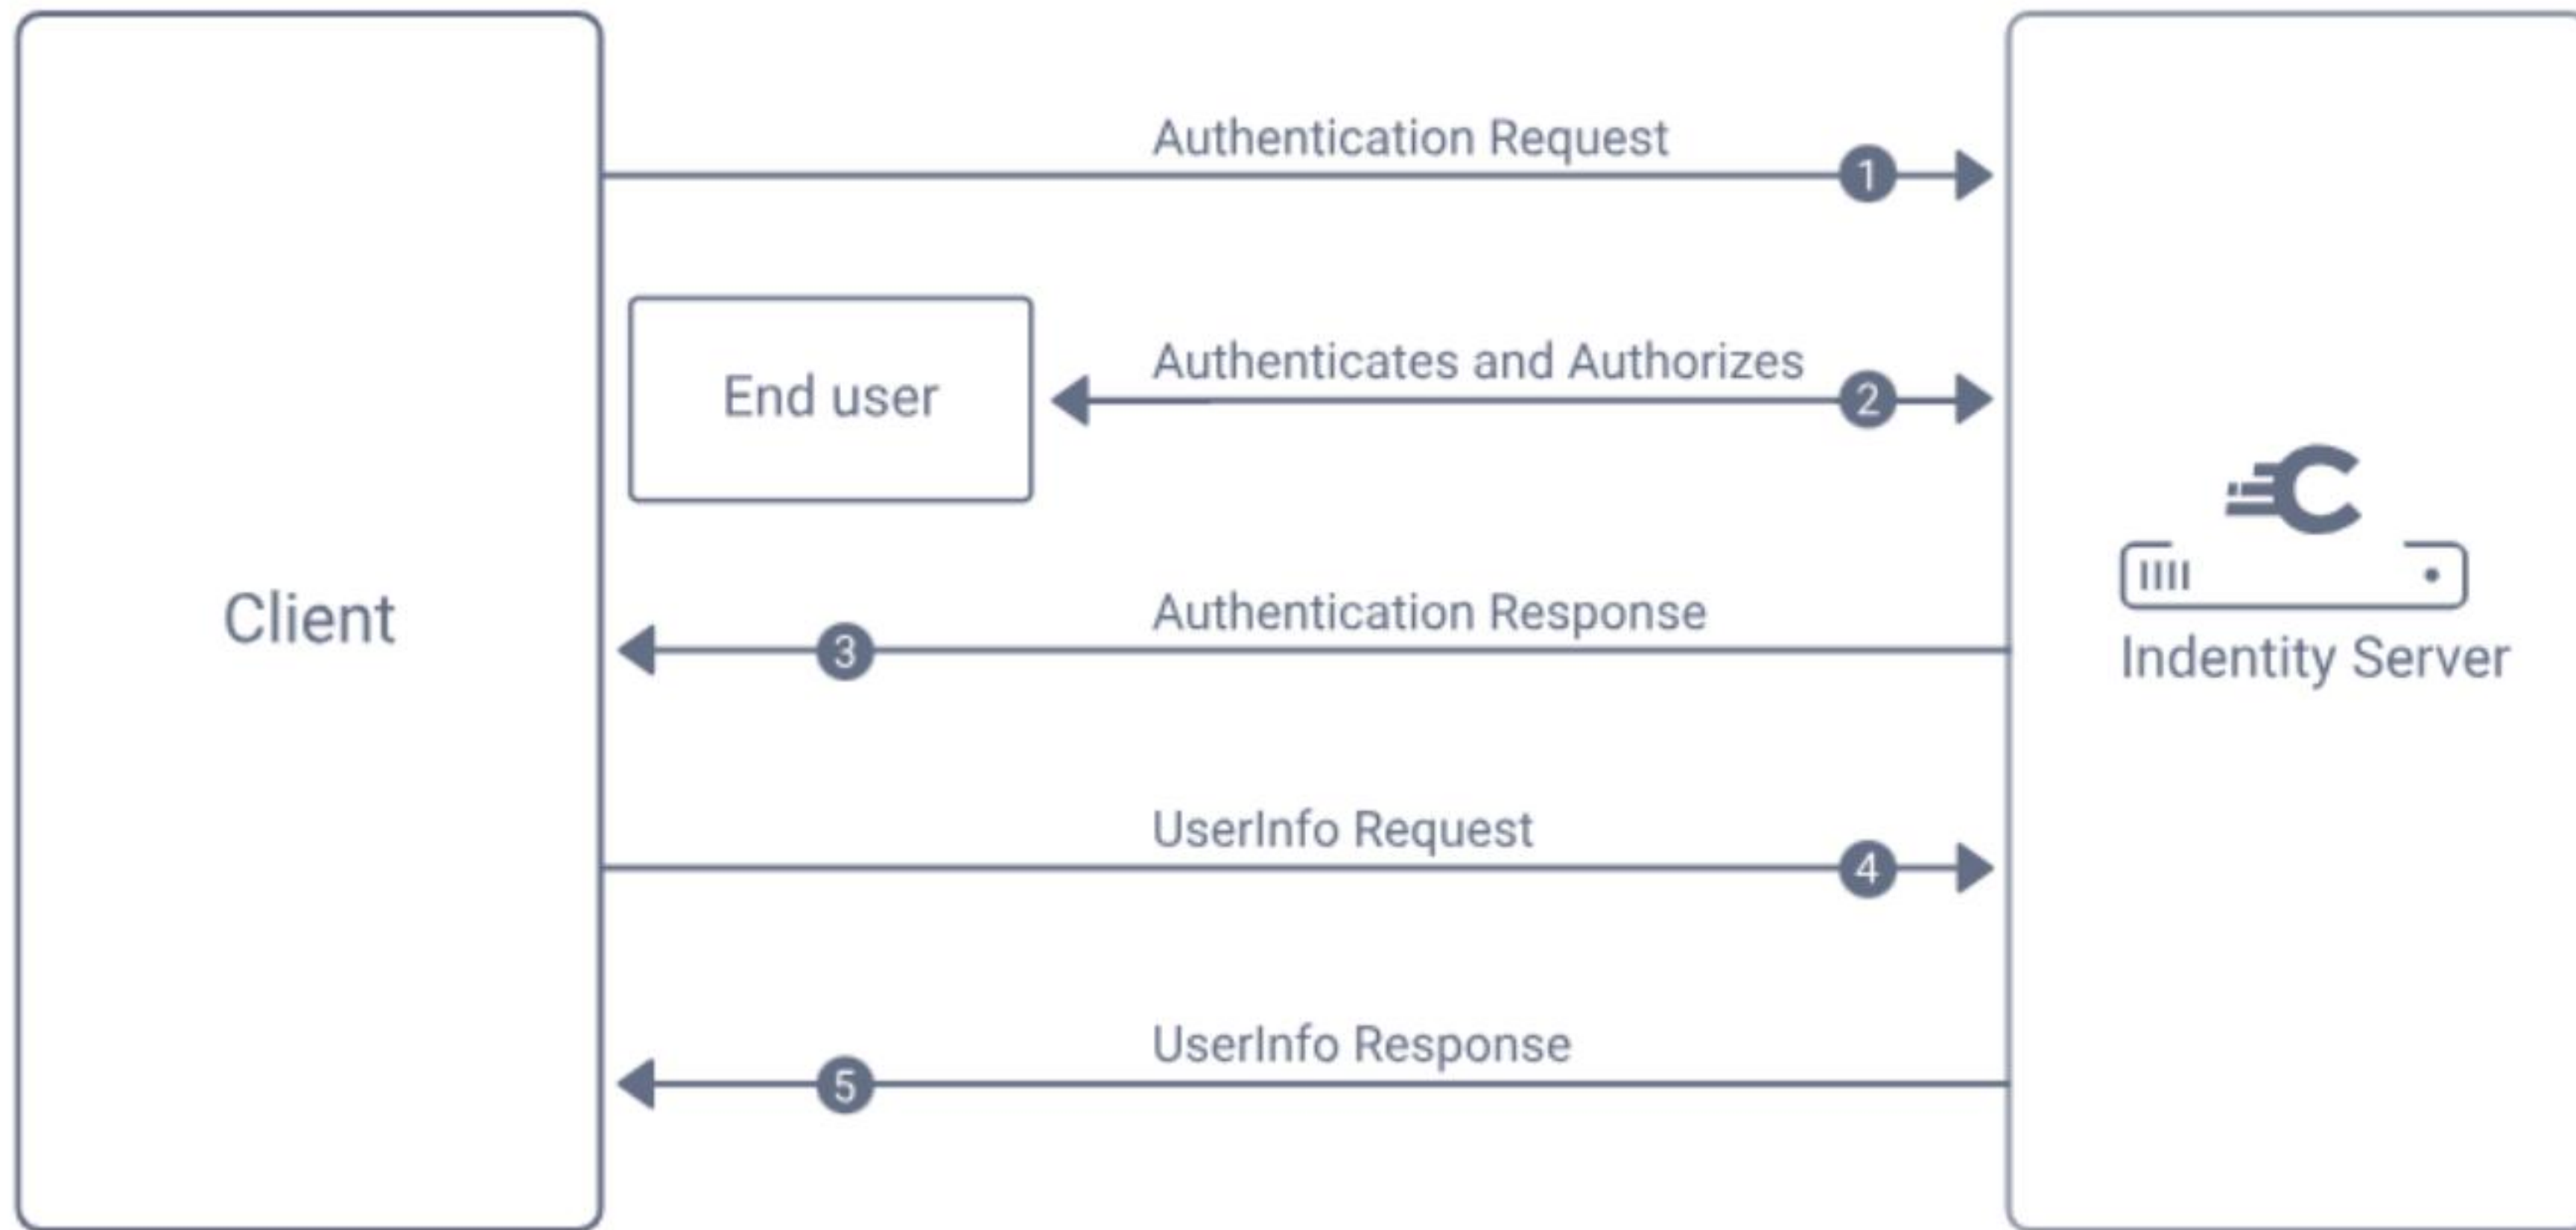 Authentication Request
1
End user
Authenticates and Authorizes
2
Client
Authentication Response
3
Indentity Server
UserInfo Request
4
UserInfo Response
5